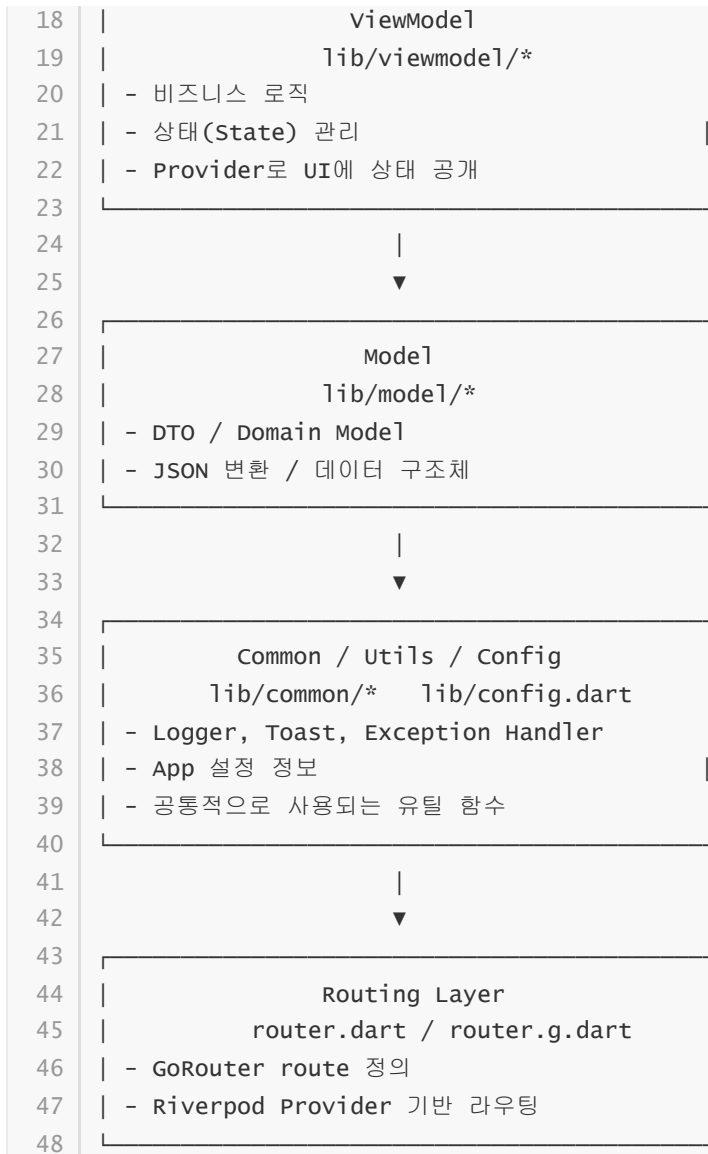 18 │ ViewModel
19 │ lib/viewmodel/*
20 │ - 비즈니스 로직
21 │ - 상태(State) 관리 │
22 │ - Provider로 UI에 상태 공개
23 └──────────────────────────────
24 │
25 ▼
26 ┌──────────────────────────────
27 │ Model
28 │ lib/model/*
29 │ - DTO / Domain Model
30 │ - JSON 변환 / 데이터 구조체
31 └──────────────────────────────
32 │
33 ▼
34 ┌──────────────────────────────
35 │ Common / Utils / Config
36 │ lib/common/* lib/config.dart
37 │ - Logger, Toast, Exception Handler
38 │ - App 설정 정보 │
39 │ - 공통적으로 사용되는 유틸 함수
40 └──────────────────────────────
41 │
42 ▼
43 ┌──────────────────────────────
44 │ Routing Layer
45 │ router.dart / router.g.dart
46 │ - GoRouter route 정의
47 │ - Riverpod Provider 기반 라우팅
48 └──────────────────────────────